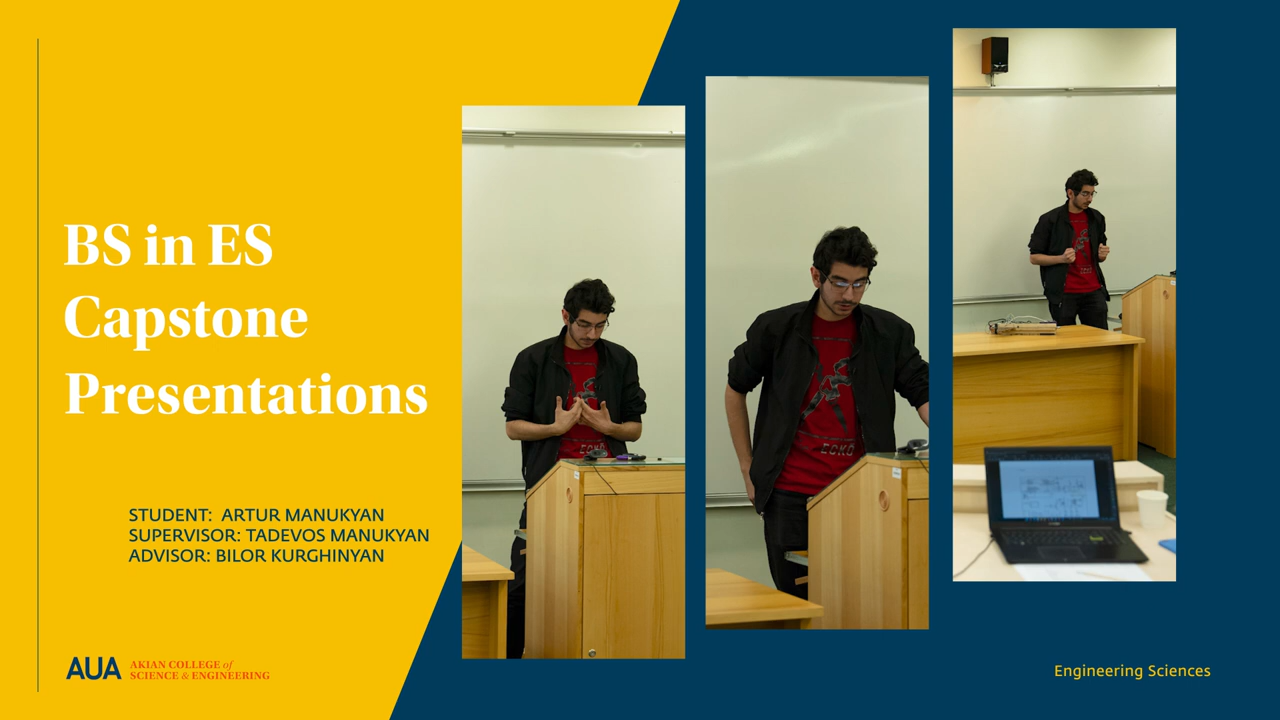 BS in ES
Capstone
Presentations
STUDENT: ARTUR MANUKYAN
SUPERVISOR: TADEVOS MANUKYAN
ADVISOR: BILOR KURGHINYAN
AUA
AKIAN COLLEGE of
SCIENCE & ENGINEERING
ECKŌ
Engineering Sciences